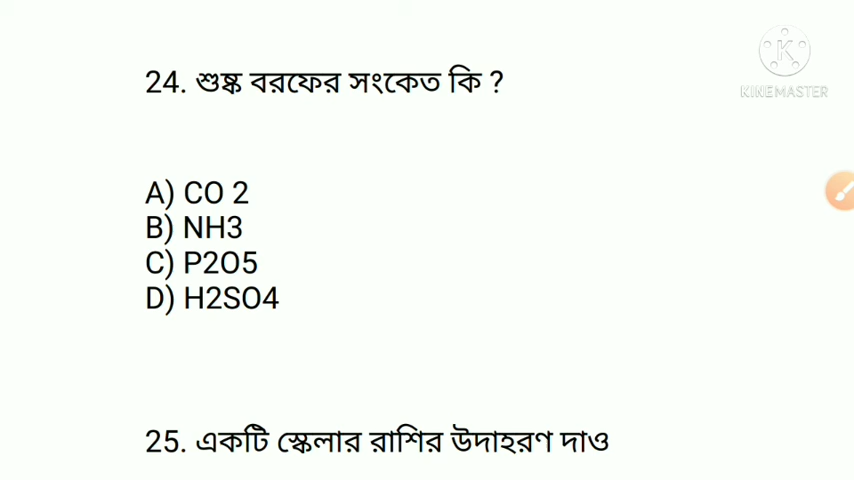 24. শুষ্ক বরফের সংকেত কি ?
KINEMASTER
A) CO 2
B) NH3
C) P2O5
D) H2SO4
25. একটি স্কেলার রাশির উদাহরণ দাও